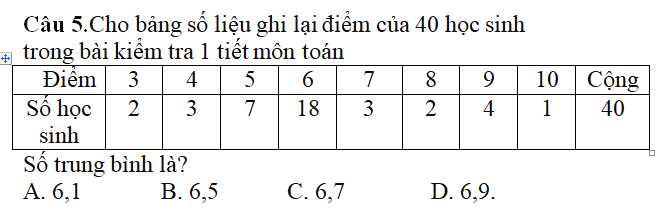 Câu 5.Cho bảng số liệu ghi lại điểm của 40 học sinh
trong bài kiểm tra 1 tiết môn toán
Điểm 3 4 5 6 7 8 9 10 Cộng
Số học sinh 2 3 7 18 3 2 4 1 40
Số trung bình là?
A. 6,1 B. 6,5 C. 6,7 D. 6,9.